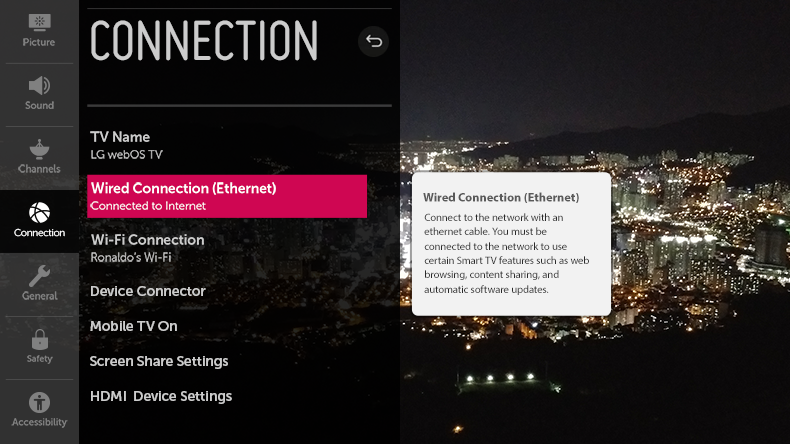 Picture
Sound
Channels
Connection
General
Safety
Accessibility
CONNECTION
TV Name
LG webOS TV
Wired Connection (Ethernet)
Connected to Internet
Wi-Fi Connection
Ronaldo's Wi-Fi
Device Connector
Mobile TV On
Screen Share Settings
HDMI Device Settings
Wired Connection (Ethernet)
Connect to the network with an
ethernet cable. You must be
connected to the network to use
certain Smart TV features such as web
browsing, content sharing, and
automatic software updates.